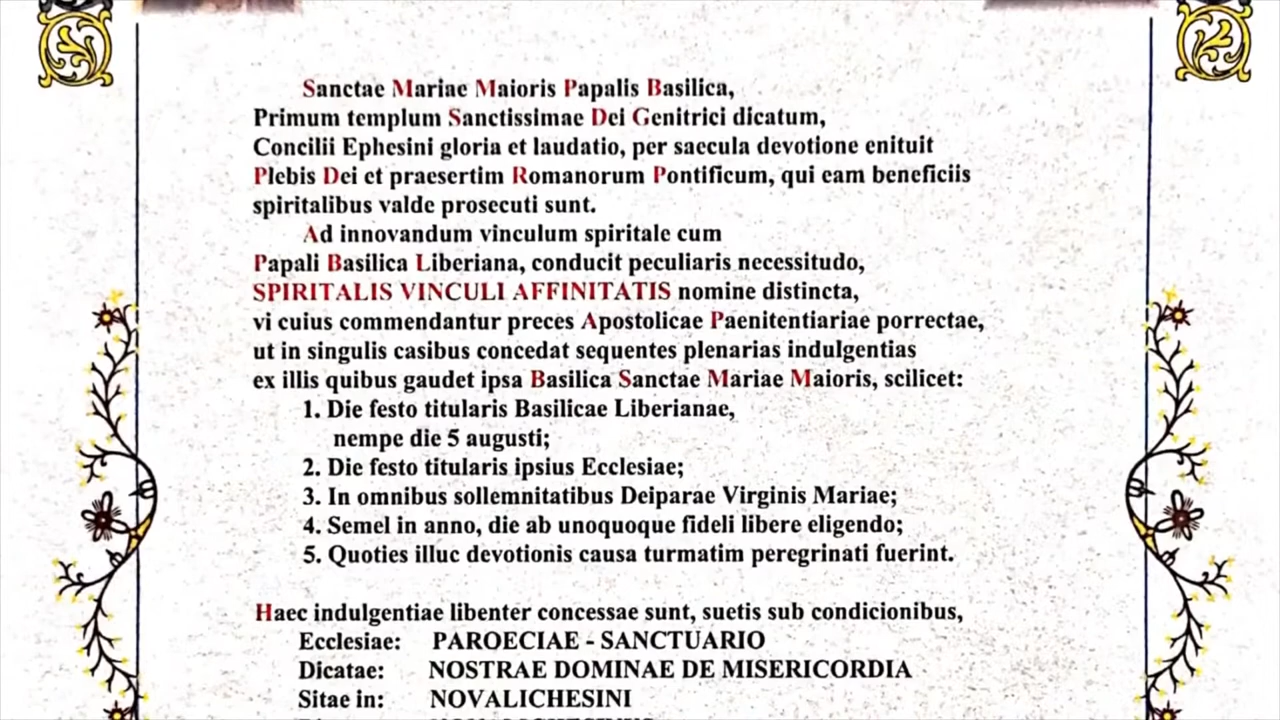 Sanctae Mariae Maioris Papalis Basilica,
Primum templum Sanctissimae Dei Genitrici dicatum,
Concilii Ephesini gloria et laudatio, per saecula devotione enituit
Plebis Dei et praesertim Romanorum Pontificum, qui eam beneficiis
spiritalibus valde prosecuti sunt.
Ad innovandum vinculum spiritale cum
Papali Basilica Liberiana, conducit peculiaris necessitudo,
SPIRITALIS VINCULI AFFINITATIS nomine distincta,
vi cuius commendantur preces Apostolicae Paenitentiariae porrectae,
ut in singulis casibus concedat sequentes plenarias indulgentias
ex illis quibus gaudet ipsa Basilica Sanctae Mariae Maioris, scilicet:
1. Die festo titularis Basilicae Liberianae,
nempe die 5 augusti;
2. Die festo titularis ipsius Ecclesiae;
3. In omnibus sollemnitatibus Deiparae Virginis Mariae;
4. Semel in anno, die ab unoquoque fideli libere eligendo;
5. Quoties illuc devotionis causa turmatim peregrinati fuerint.
Haec indulgentiae libenter concessae sunt, suetis sub condicionibus,
Ecclesiae: PAROECIAE - SANCTUARIO
Dicatae: NOSTRAE DOMINAE DE MISERICORDIA
Sitae in: NOVALICHESINI